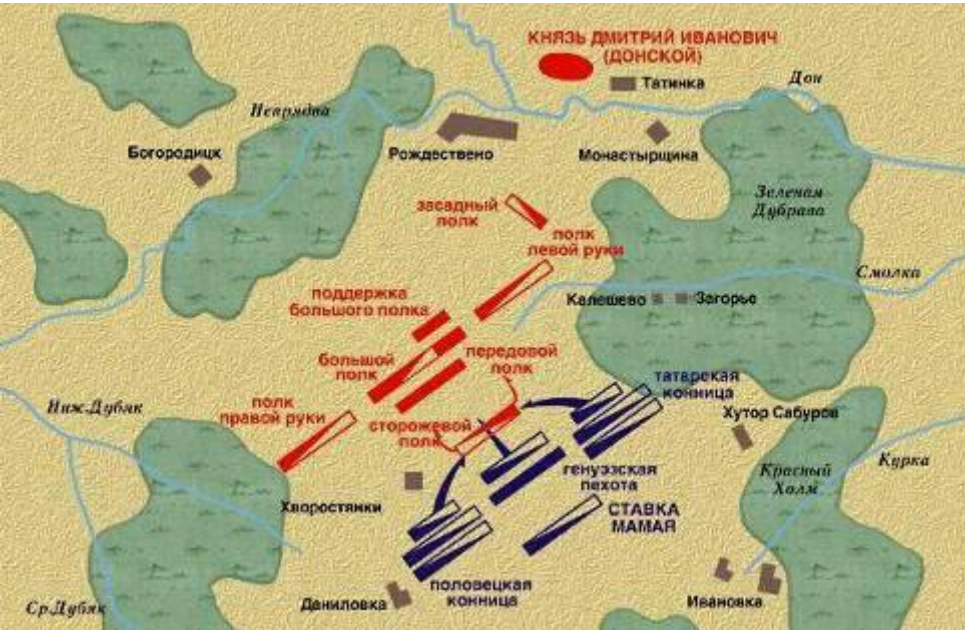 КНЯЗЬ ДМИТРИЙ ИВАНОВИЧ
(ДОНСКОЙ)
Татинка
Дон
Непрядва
Богородицк
Рождествено
Монастырщина
Зеленая
Дубрава
засадный
полк
полк
левой руки
Смолка
Калешево
Загорье
поддержка
большого полка
большой
полк
передовой
полк
татарская
конница
Ниж.Дубяк
полк
правой руки
сторожевой
полк
Хутор Сабуров
Курка
Красный
Холм
генуэзская
пехота
Хворостянки
СТАВКА
МАМАЯ
половецкая
конница
Даниловка
Ивановка
Ср.Дубяк